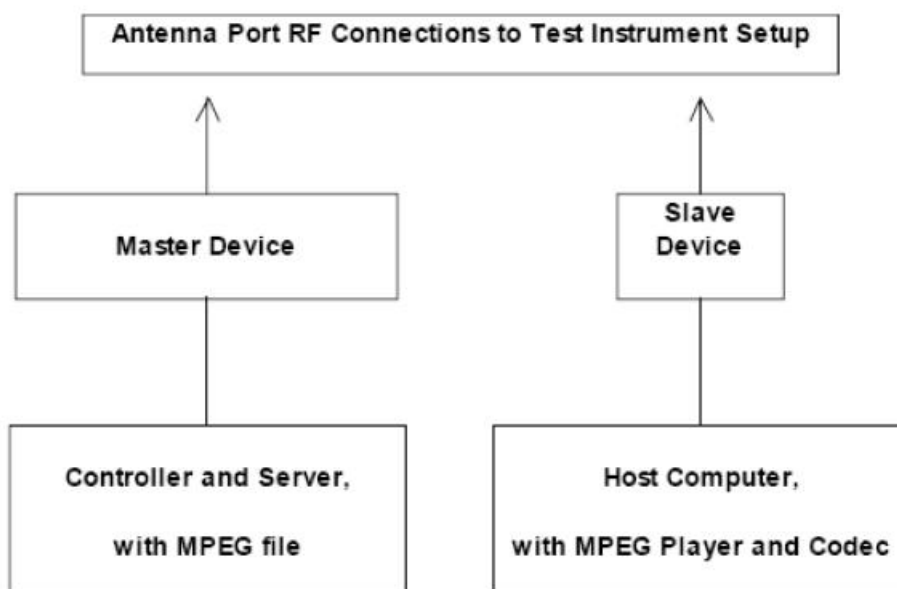 Antenna Port RF Connections to Test Instrument Setup
Master Device
Slave
Device
Controller and Server,
with MPEG file
Host Computer,
with MPEG Player and Codec